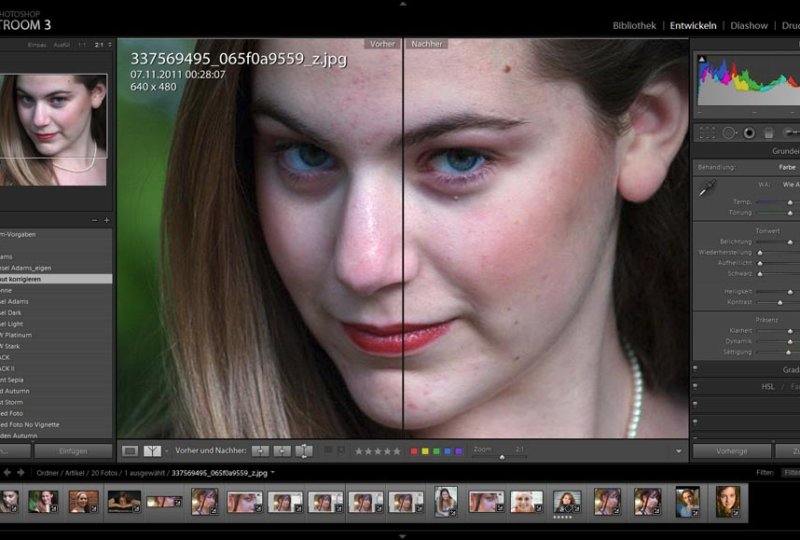 PHOTOSHOP
TROOM 3
Bibliothek | Entwickeln | Diashow | Druc
Vorher
Nachher
337569495_065f0a9559_z.jpg
07.11.2011 00:28:07
640 x 480
Einpas. Ausfül. 1:1 2:1
m-Vorgaben
ams
sel Adams_eigen
aut korrigieren
onne
sel Adams
sel Dark
sel Light
W Platinum
W Stark
ACK
ACK II
nt Sepia
d Autumn
st Storm
ed Foto
ed Foto No Vignette
den Autumn
Einfügen
Grundei
Behandlung: Farbe
WA: Wie A
Temp.
Tönung
Tonwert
Belichtung
Wiederherstellung
Aufhelllicht
Schwarz
Helligkeit
Kontrast
Präsenz
Klarheit
Dynamik
Sättigung
Grada
HSL / Fa
Vorherige
Zu
Vorher und Nachher:
Zoom 2:1
Ordner / Artikel / 20 Fotos / 1 ausgewählt / 337569495_065f0a9559_z.jpg
Filter: Filter